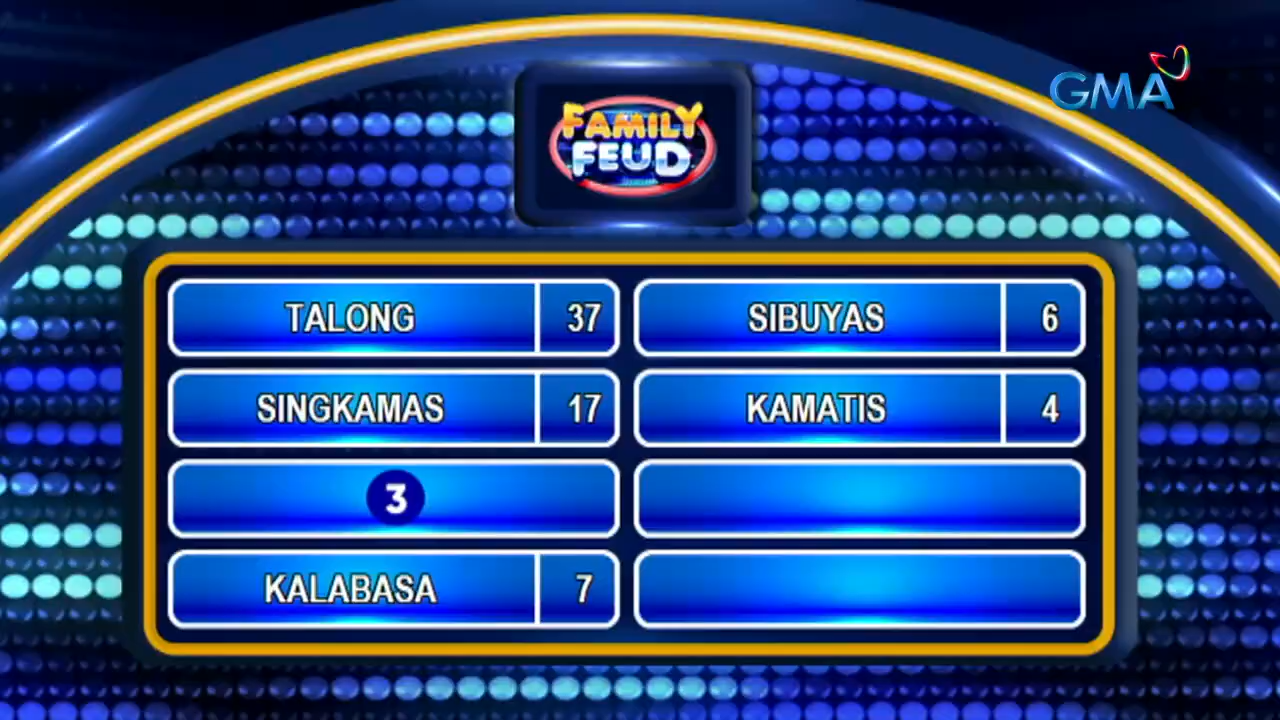 GMA
FAMILY
FEUD
TALONG 37
SINGKAMAS 17
3
KALABASA 7
SIBUYAS 6
KAMATIS 4